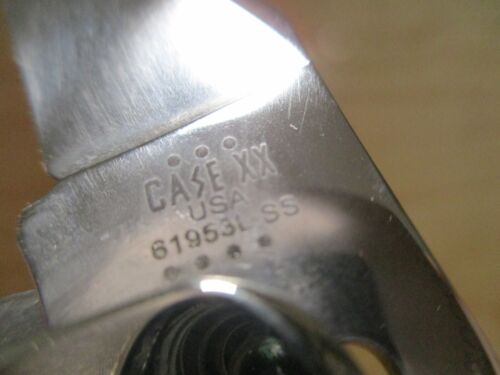 CASE XX
USA
61953L SS